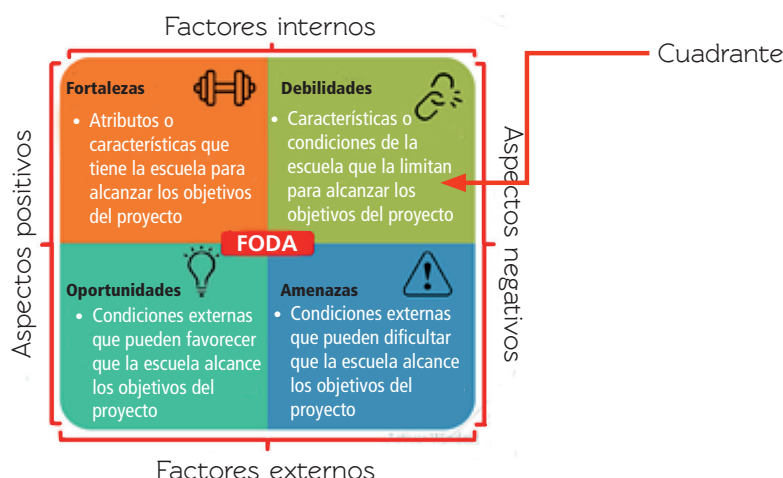 Factores internos
Cuadrante
Fortalezas
• Atributos o
características que
tiene la escuela para
alcanzar los objetivos
del proyecto
Debilidades
• Características o
condiciones de la
escuela que la limitan
para alcanzar los
objetivos del proyecto
Aspectos positivos
Aspectos negativos
FODA
Oportunidades
• Condiciones externas
que pueden favorecer
que la escuela alcance
los objetivos del
proyecto
Amenazas
• Condiciones externas
que pueden dificultar
que la escuela alcance
los objetivos del
proyecto
Factores externos